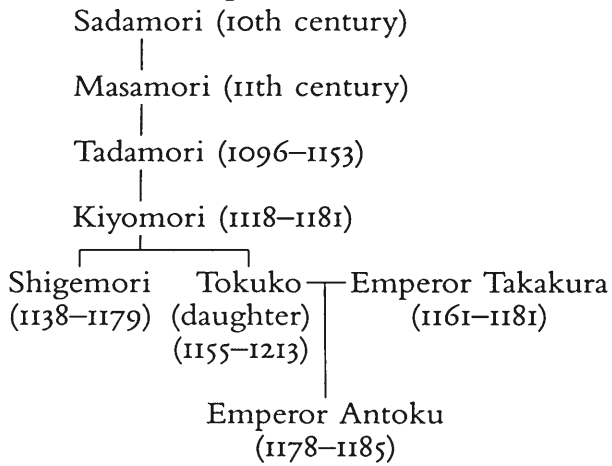 Sadamori (10th century)
Masamori (11th century)
Tadamori (1096–1153)
Kiyomori (1118–1181)
Shigemori Tokuko Emperor Takakura
(1138–1179) (daughter) (1161–1181)
(1155–1213)
Emperor Antoku
(1178–1185)